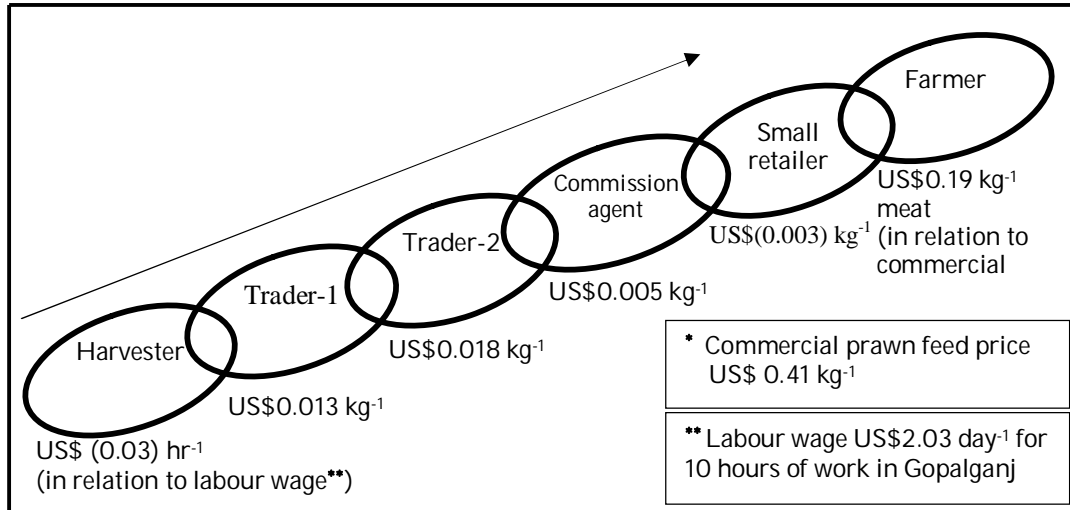 Farmer
Small
retailer
US$0.19 kg⁻¹
meat
(in relation to
commercial
Commission
agent
US$(0.003) kg⁻¹
Trader-2
US$0.005 kg⁻¹
Trader-1
US$0.018 kg⁻¹
Harvester
US$0.013 kg⁻¹
US$ (0.03) hr⁻¹
(in relation to labour wage**)
* Commercial prawn feed price
US$ 0.41 kg⁻¹
** Labour wage US$2.03 day⁻¹ for
10 hours of work in Gopalganj